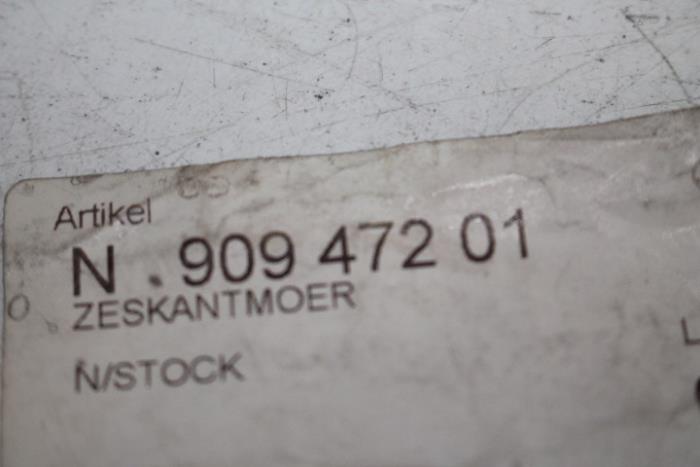 Artikel
N . 909 472 01
ZESKANTMOER
N/STOCK
L